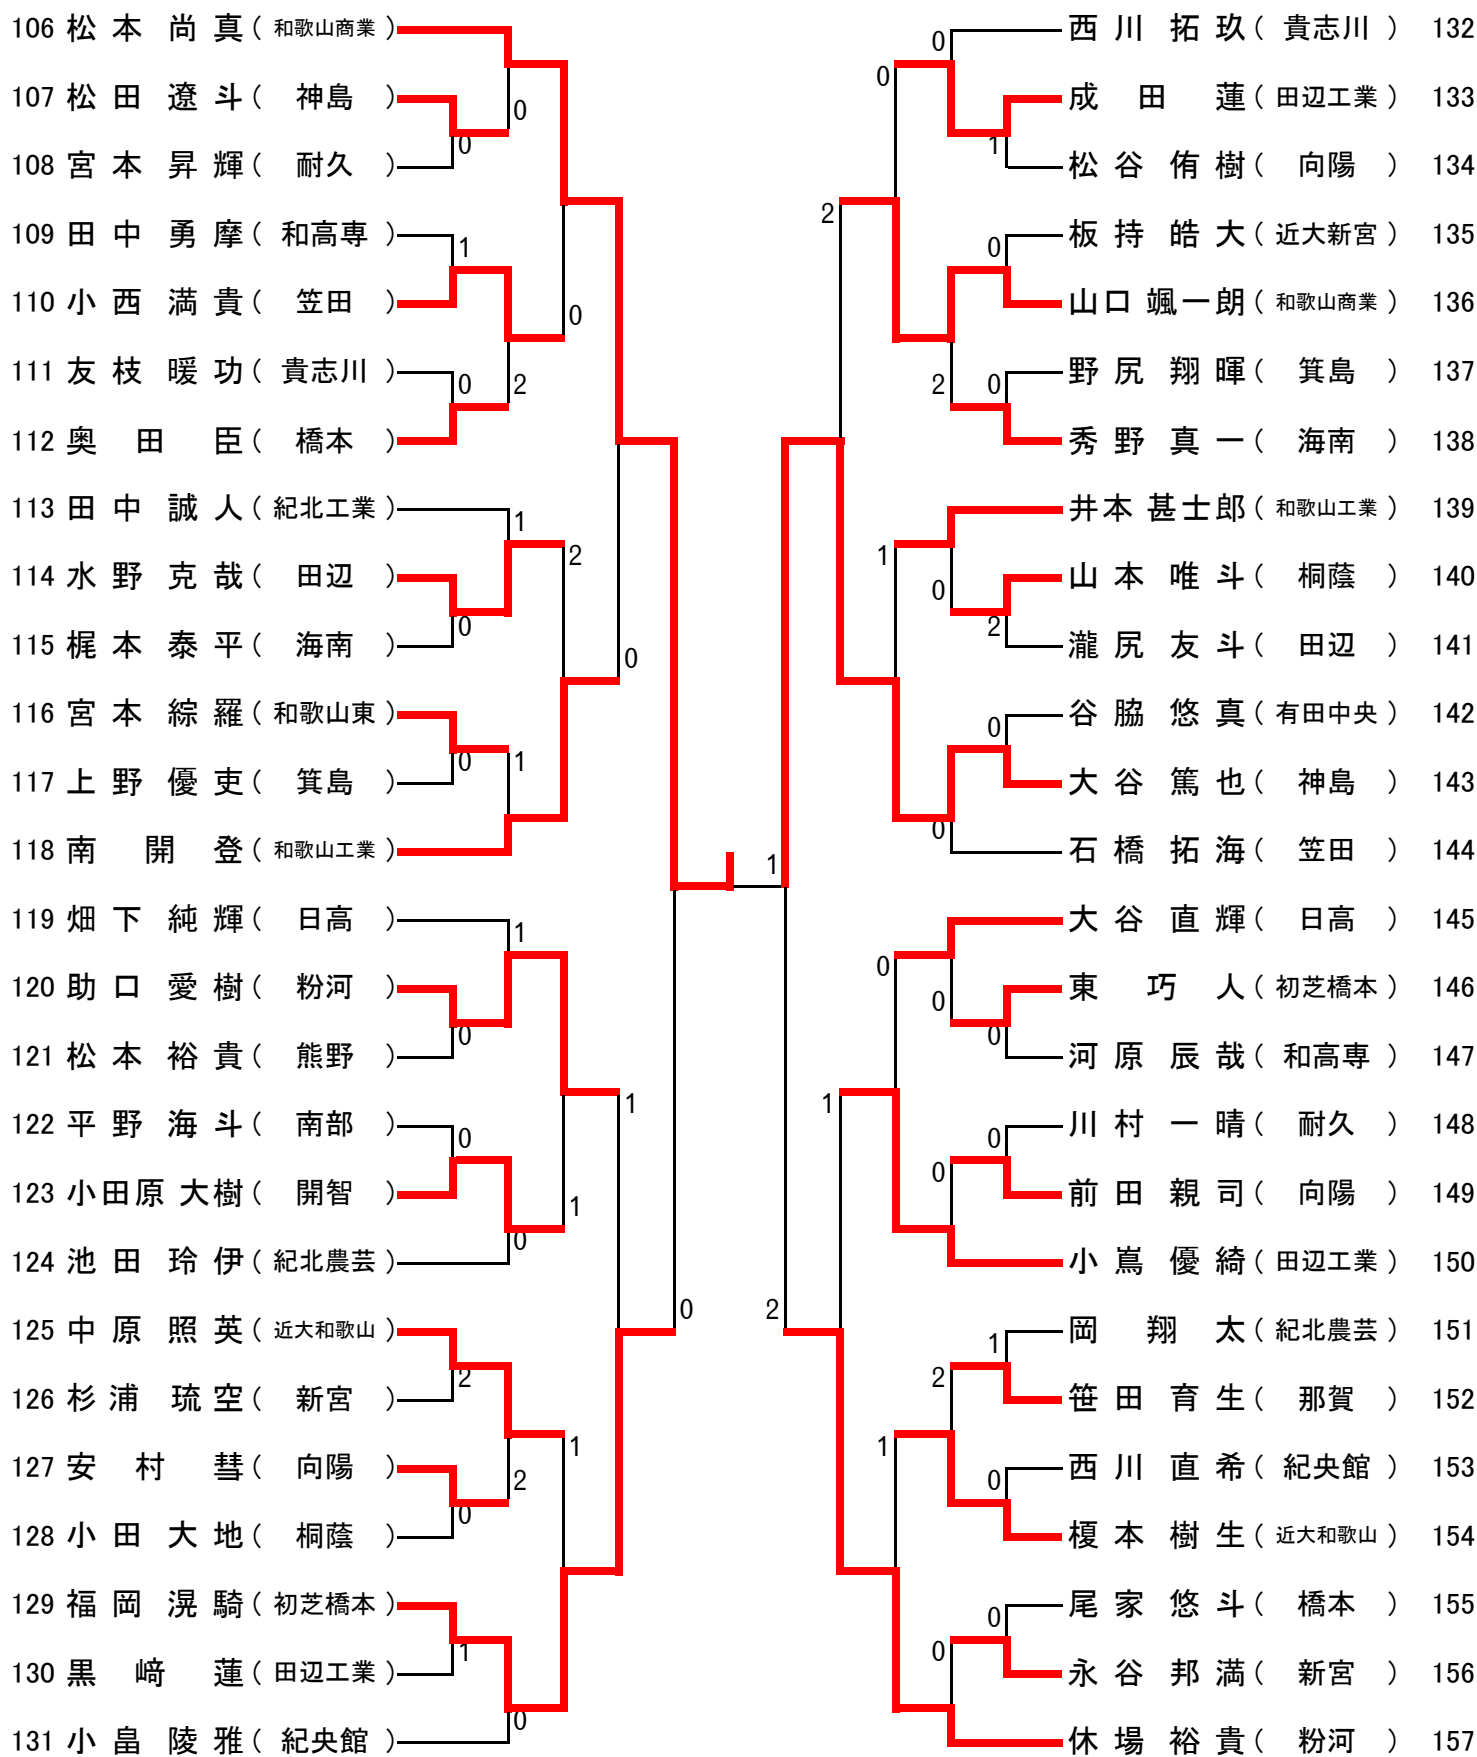 106 松本 尚真 ( 和歌山商業 )
107 松田 遼斗 ( 神島 )
108 宮本 昇輝 ( 耐久 )
109 田中 勇摩 ( 和高専 )
110 小西 満貴 ( 笠田 )
111 友枝 暖功 ( 貴志川 )
112 奥田 臣 ( 橋本 )
113 田中 誠人 ( 紀北工業 )
114 水野 克哉 ( 田辺 )
115 梶本 泰平 ( 海南 )
116 宮本 綜羅 ( 和歌山東 )
117 上野 優吏 ( 箕島 )
118 南 開登 ( 和歌山工業 )
119 畑下 純輝 ( 日高 )
120 助口 愛樹 ( 粉河 )
121 松本 裕貴 ( 熊野 )
122 平野 海斗 ( 南部 )
123 小田原 大樹 ( 開智 )
124 池田 玲伊 ( 紀北農芸 )
125 中原 照英 ( 近大和歌山 )
126 杉浦 琉空 ( 新宮 )
127 安村 彗 ( 向陽 )
128 小田 大地 ( 桐蔭 )
129 福岡 滉騎 ( 初芝橋本 )
130 黒﨑 蓮 ( 田辺工業 )
131 小畠 陵雅 ( 紀央館 )
0
0
1
0
0
2
1
0
2
0
1
0
0
1
0
0
0
1
1
2
2
0
1
1
0
0
1
西川 拓玖 ( 貴志川 ) 132
成田 蓮 ( 田辺工業 ) 133
松谷 侑樹 ( 向陽 ) 134
板持 皓大 ( 近大新宮 ) 135
山口 颯一朗 ( 和歌山商業 ) 136
野尻 翔暉 ( 箕島 ) 137
秀野 真一 ( 海南 ) 138
井本 甚士郎 ( 和歌山工業 ) 139
山本 唯斗 ( 桐蔭 ) 140
瀧尻 友斗 ( 田辺 ) 141
谷脇 悠真 ( 有田中央 ) 142
大谷 篤也 ( 神島 ) 143
石橋 拓海 ( 笠田 ) 144
大谷 直輝 ( 日高 ) 145
東 巧人 ( 初芝橋本 ) 146
河原 辰哉 ( 和高専 ) 147
川村 一晴 ( 耐久 ) 148
前田 親司 ( 向陽 ) 149
小嶌 優綺 ( 田辺工業 ) 150
岡 翔太 ( 紀北農芸 ) 151
笹田 育生 ( 那賀 ) 152
西川 直希 ( 紀央館 ) 153
榎本 樹生 ( 近大和歌山 ) 154
尾家 悠斗 ( 橋本 ) 155
永谷 邦満 ( 新宮 ) 156
休場 裕貴 ( 粉河 ) 157
0
0
1
2
0
2
0
1
0
2
0
0
0
0
0
1
0
0
2
1
2
1
0
0
0